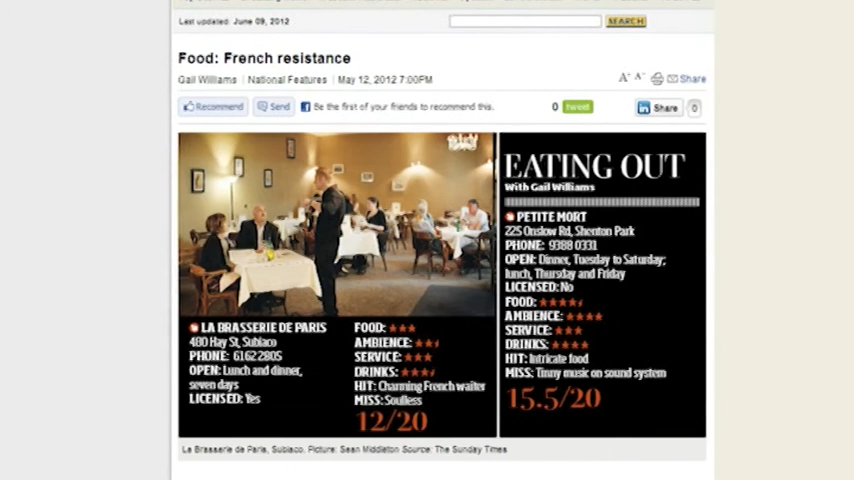 Last updated: June 09, 2012
SEARCH
Food: French resistance
Gail Williams | National Features | May 12, 2012 7:00PM
A+ A- Share
Recommend Send Be the first of your friends to recommend this. 0 tweet in Share 0
EATING OUT
With Gail Williams
PETITE MORT
225 Onslow Rd, Shenton Park
PHONE: 9388 0331
OPEN: Dinner, Tuesday to Saturday;
lunch, Thursday and Friday
LICENSED: No
FOOD:
AMBIENCE:
SERVICE:
DRINKS:
HIT: Intricate food
MISS: Tinny music on sound system
15.5/20
LA BRASSERIE DE PARIS
480 Hay St, Subiaco
PHONE: 6162 2805
OPEN: Lunch and dinner,
seven days
LICENSED: Yes
FOOD:
AMBIENCE:
SERVICE:
DRINKS:
HIT: Charming French waiter
MISS: Soulless
12/20
La Brasserie de Paris, Subiaco. Picture: Sean Middleton Source: The Sunday Times